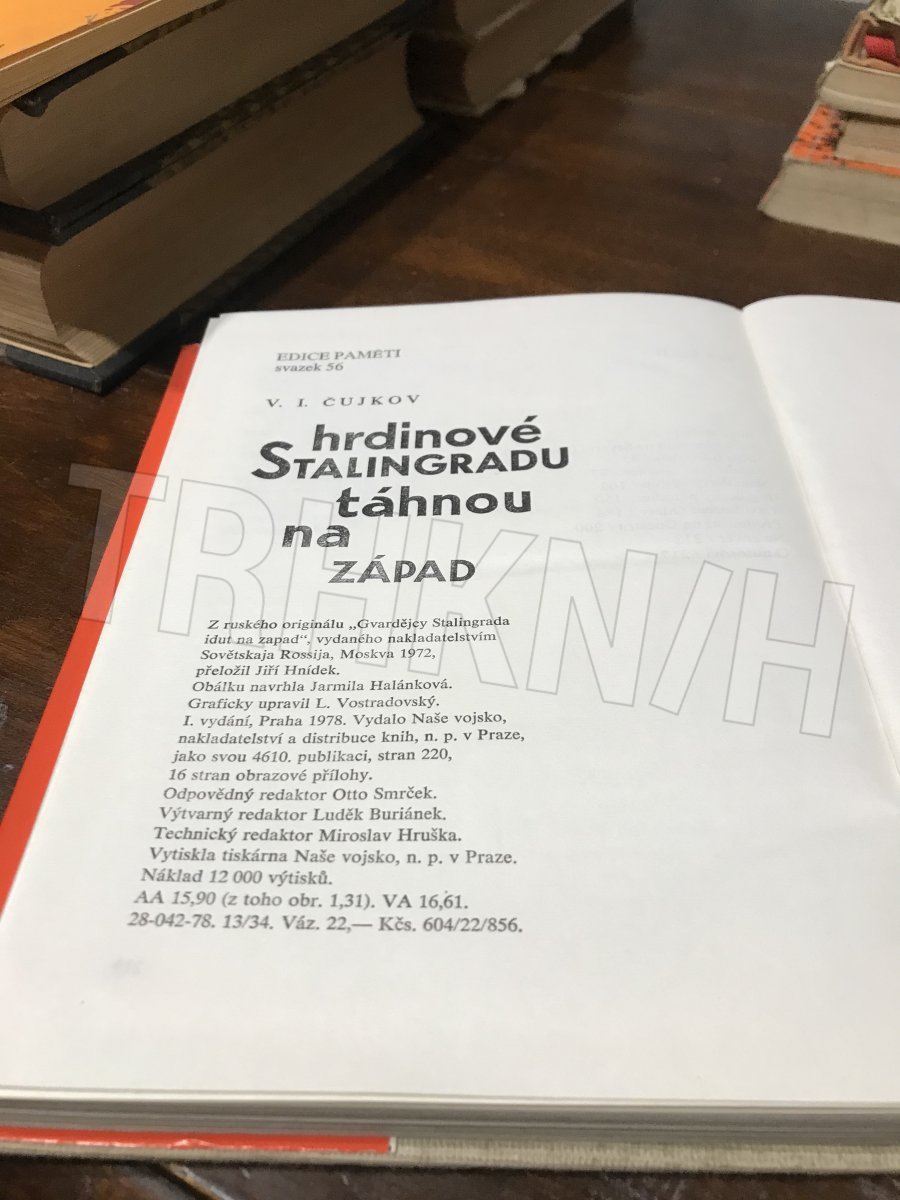 EDICE PAMĚTI
svazek 56
V. I. ČUJKOV
hrdinové
STALINGRADU
táhnou
na
ZÁPAD
Z ruského originálu „Gvardějcy Stalingrada
idut na zapad“, vydaného nakladatelstvím
Sovětskaja Rossija, Moskva 1972,
přeložil Jiří Hnídek.
Obálku navrhla Jarmila Halánková.
Graficky upravil L. Vostradovský.
I. vydání, Praha 1978. Vydalo Naše vojsko,
nakladatelství a distribuce knih, n. p. v Praze,
jako svou 4610. publikaci, stran 220,
16 stran obrazové přílohy.
Odpovědný redaktor Otto Smrček.
Výtvarný redaktor Luděk Buriánek.
Technický redaktor Miroslav Hruška.
Vytiskla tiskárna Naše vojsko, n. p. v Praze.
Náklad 12 000 výtisků.
AA 15,90 (z toho obr. 1,31). VA 16,61.
28-042-78. 13/34. Váz. 22,— Kčs. 604/22/856.
TRHKNIH